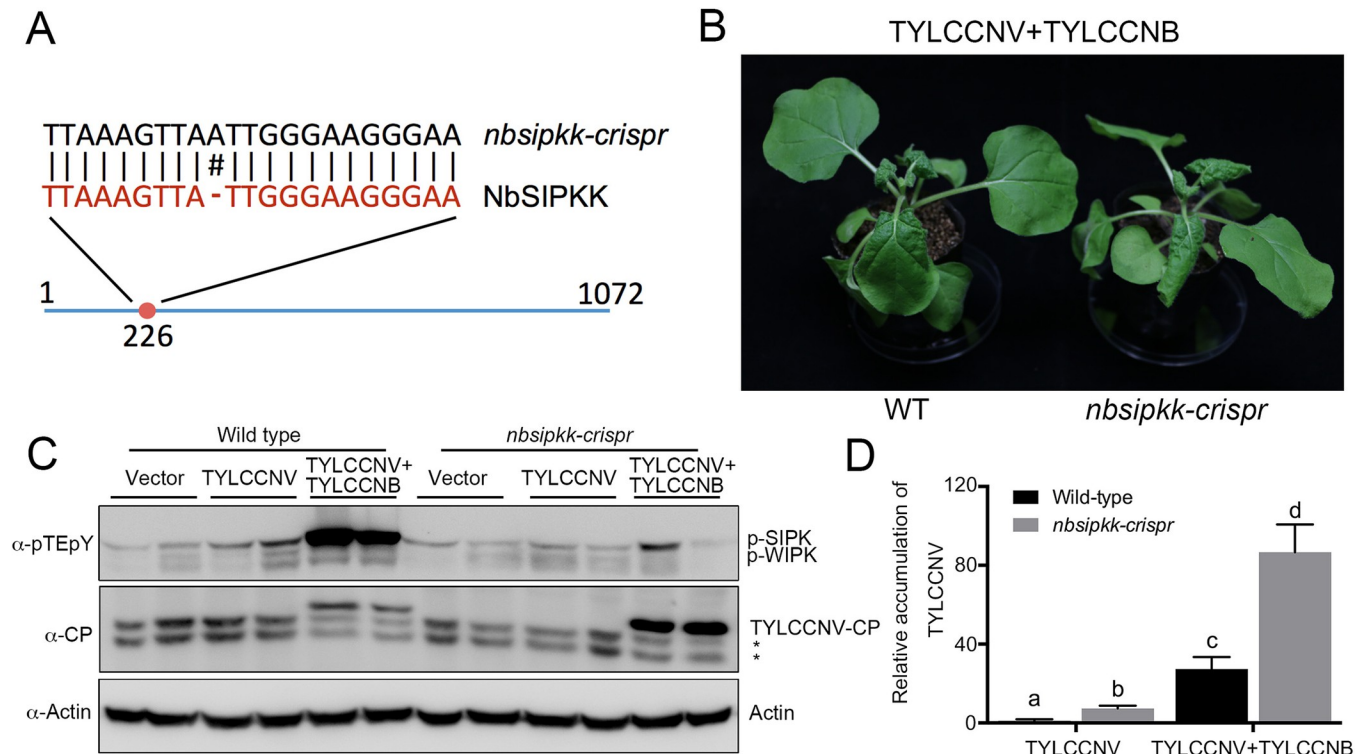 A
TTAAAGTTAATTGGGAAGGGAA nbsipkk-crispr
#
TTAAAGTTA-TTGGGAAGGGAA NbSIPKK
1 1072
226
B
TYLCCNV+TYLCCNB
WT nbsipkk-crispr
C
Wild type nbsipkk-crispr
Vector TYLCCNV TYLCCNV+ Vector TYLCCNV TYLCCNV+
TYLCCNB TYLCCNB
α-pTEpY p-SIPK
p-WIPK
α-CP TYLCCNV-CP
*
*
α-Actin Actin
D
Relative accumulation of
TYLCCNV
120
80
40
0
Wild-type
nbsipkk-crispr
a b c d
TYLCCNV TYLCCNV+TYLCCNB